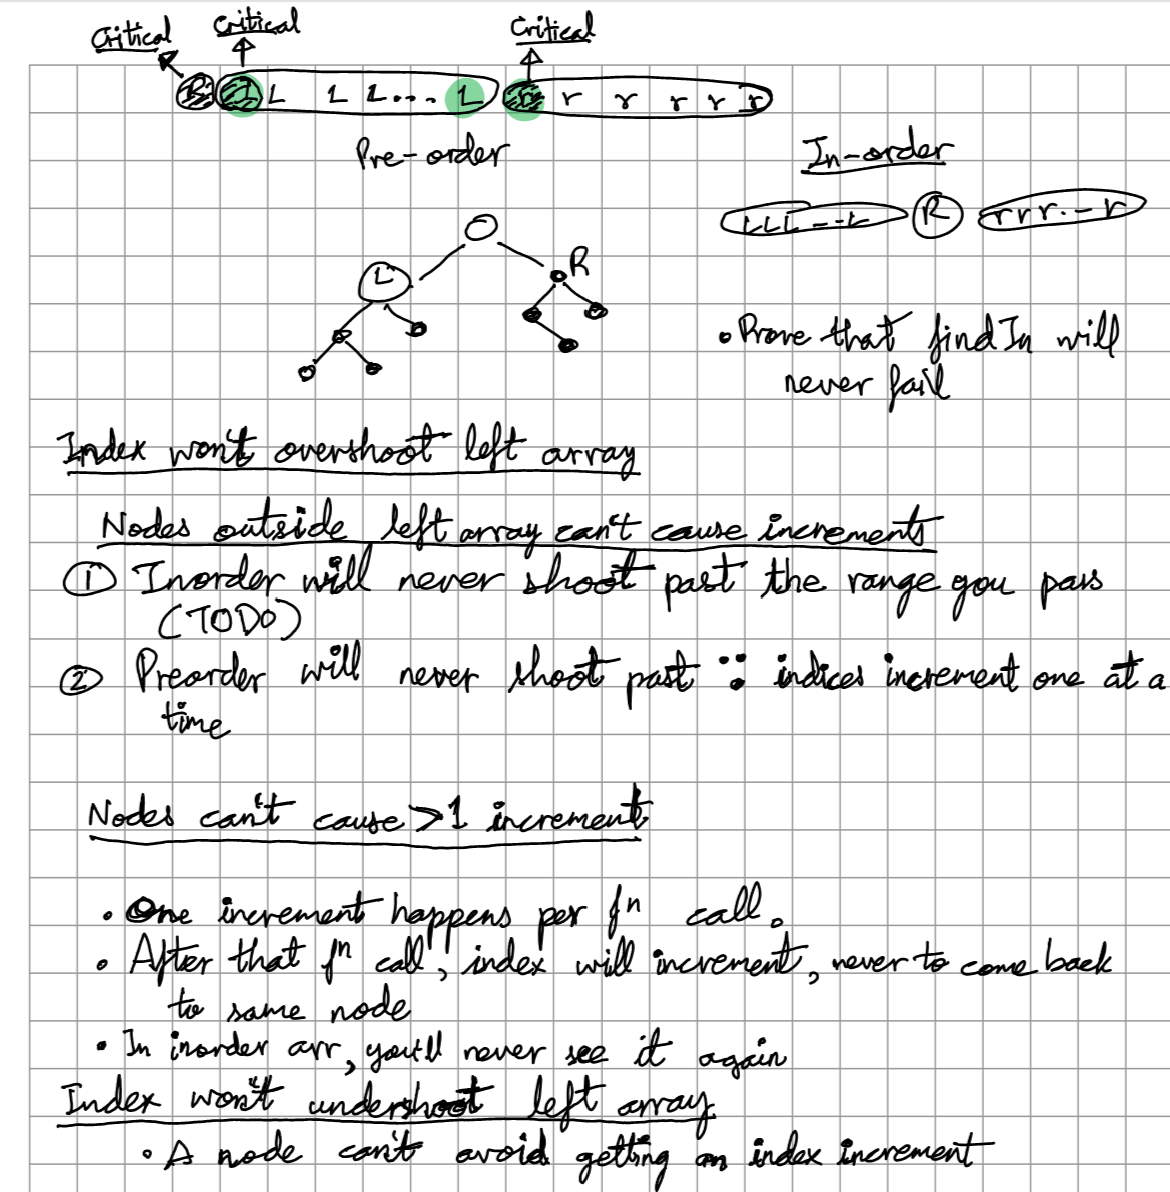 Critical
Critical
Critical
R L L L L.... L r r r r r r
Pre-order
In-order
LLL --L R rrr.-r
L
R
• Prove that findIn will
never fail
Index won't overshoot left array
Nodes outside left array can't cause increments
① Inorder will never shoot past the range you pass
(TODO)
② Preorder will never shoot past ∵ indices increment one at a
time
Nodes can't cause >1 increment
• One increment happens per fⁿ call.
• After that fⁿ call, index will increment, never to come back
to same node
• In inorder arr, you'll never see it again
Index won't undershoot left array
• A node can't avoid getting an index increment